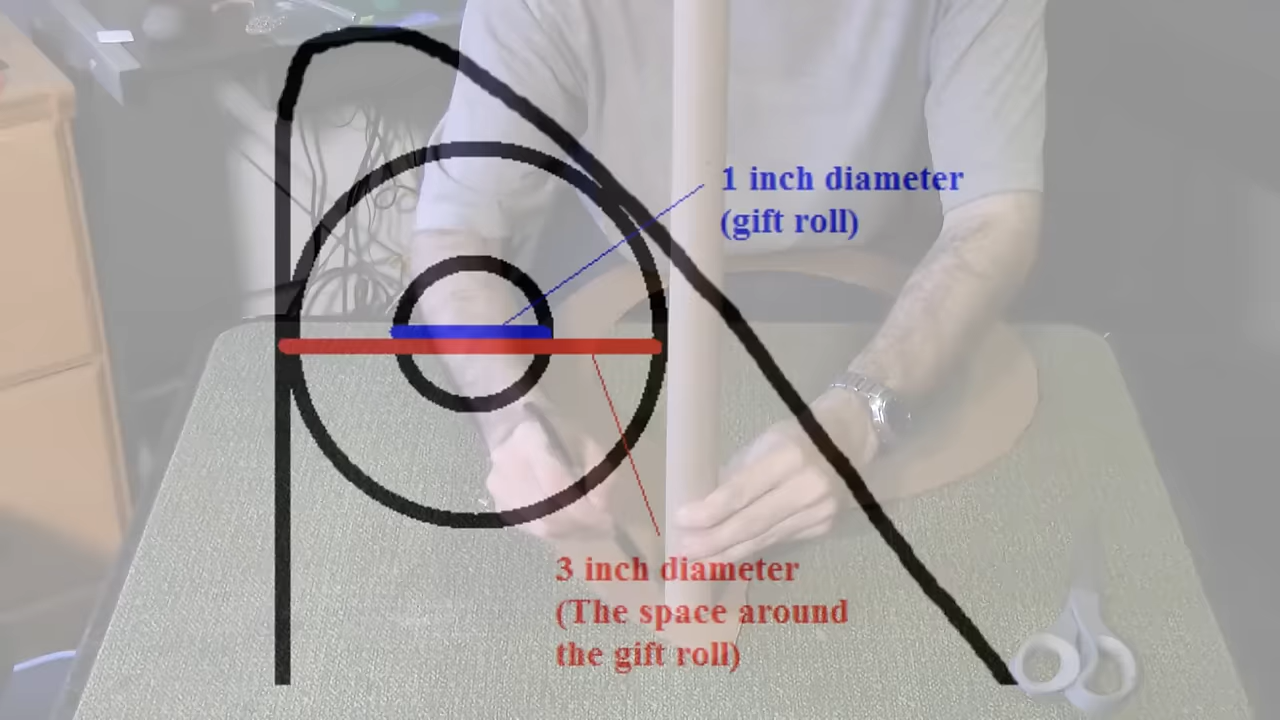 1 inch diameter
(gift roll)
3 inch diameter
(The space around
the gift roll)